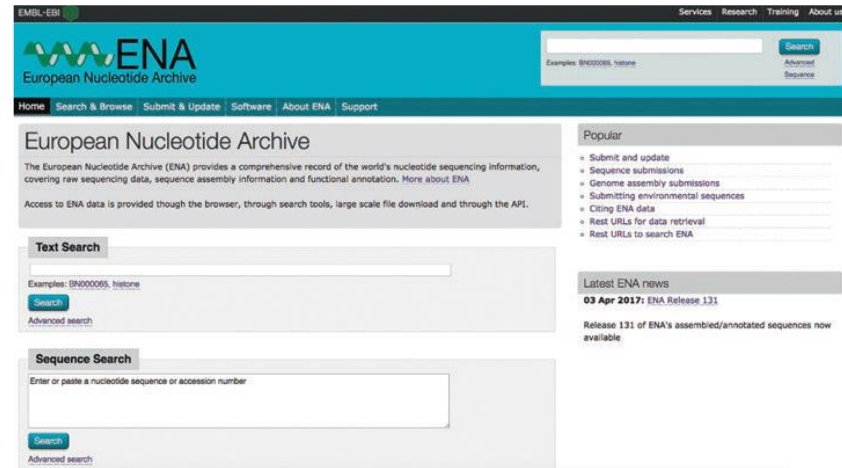 EMBL-EBI
Services Research Training About us
ENA
European Nucleotide Archive
Search
Examples: BN000065, histone
Advanced
Sequence
Home Search & Browse Submit & Update Software About ENA Support
European Nucleotide Archive
The European Nucleotide Archive (ENA) provides a comprehensive record of the world's nucleotide sequencing information,
covering raw sequencing data, sequence assembly information and functional annotation. More about ENA
Access to ENA data is provided though the browser, through search tools, large scale file download and through the API.
Text Search
Examples: BN000065, histone
Search
Advanced search
Sequence Search
Enter or paste a nucleotide sequence or accession number
Search
Advanced search
Popular
Submit and update
Sequence submissions
Genome assembly submissions
Submitting environmental sequences
Citing ENA data
Rest URLs for data retrieval
Rest URLs to search ENA
Latest ENA news
03 Apr 2017: ENA Release 131
Release 131 of ENA's assembled/annotated sequences now
available